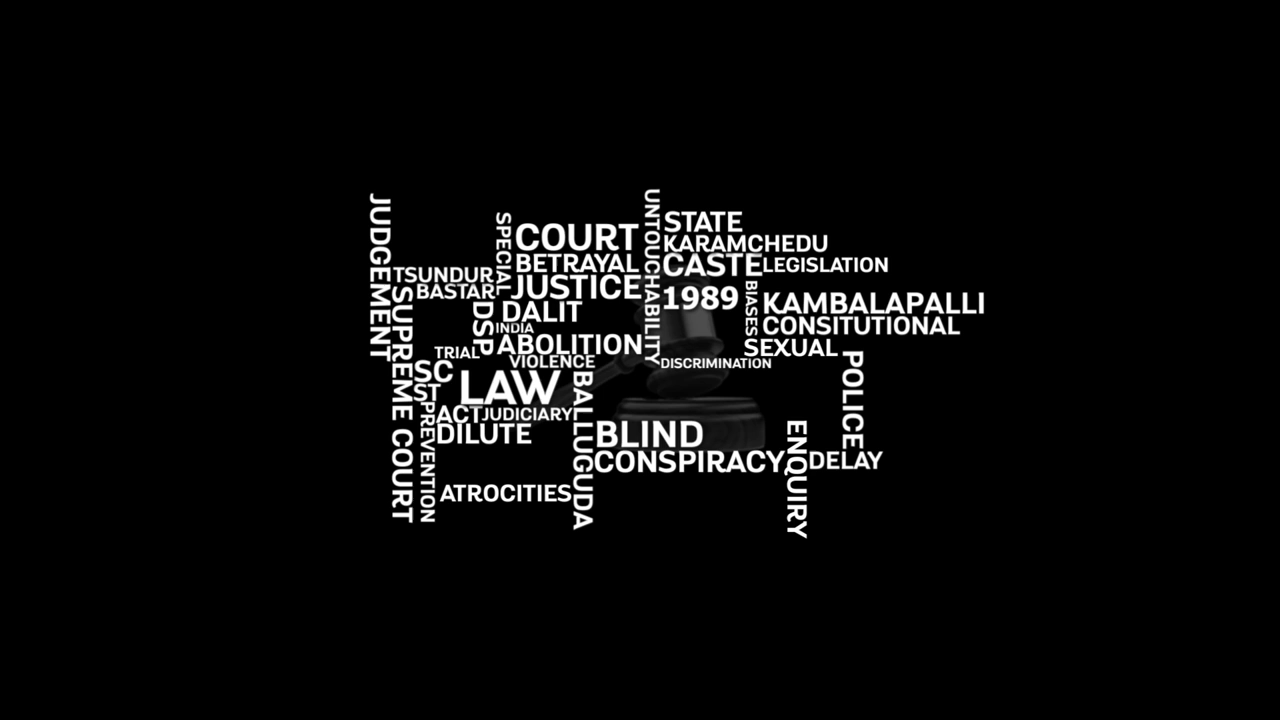 JUDGEMENT
SPECIAL
COURT
UNTOUCHABILITY
STATE
KARAMCHEDU
BETRAYAL
CASTE
LEGISLATION
TSUNDUR
BASTAR
JUSTICE
1989
BIASES
KAMBALAPALLI
SUPREME COURT
DSP
DALIT
INDIA
CONSITUTIONAL
ABOLITION
SEXUAL
TRIAL
VIOLENCE
DISCRIMINATION
POLICE
SC
ST
LAW
BALLUGUDA
PREVENTION
ACT
JUDICIARY
DILUTE
BLIND
ENQUIRY
CONSPIRACY
DELAY
ATROCITIES